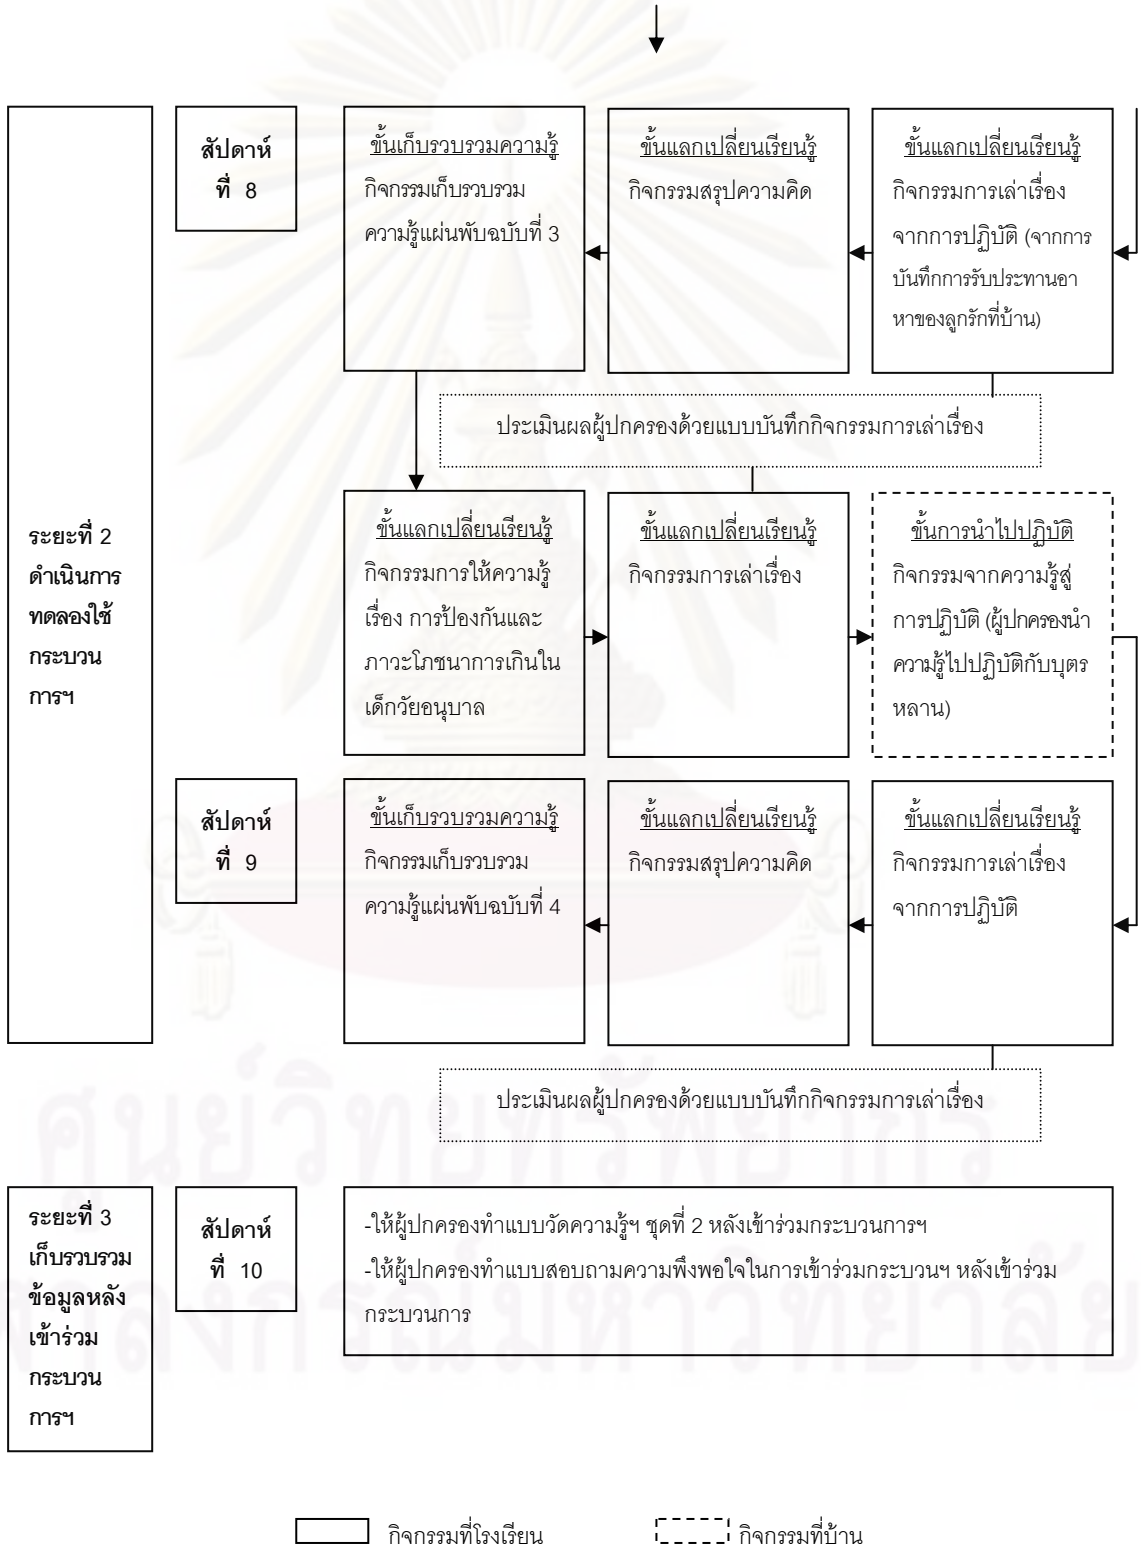 สัปดาห์
ที่ 8
ขั้นเก็บรวบรวมความรู้
กิจกรรมเก็บรวบรวม
ความรู้แผ่นพับฉบับที่ 3
ขั้นแลกเปลี่ยนเรียนรู้
กิจกรรมสรุปความคิด
ขั้นแลกเปลี่ยนเรียนรู้
กิจกรรมการเล่าเรื่อง
จากการปฏิบัติ (จากการ
บันทึกการรับประทานอา
หาของลูกรักที่บ้าน)
ประเมินผลผู้ปกครองด้วยแบบบันทึกกิจกรรมการเล่าเรื่อง
ระยะที่ 2
ดำเนินการ
ทดลองใช้
กระบวน
การฯ
ขั้นแลกเปลี่ยนเรียนรู้
กิจกรรมการให้ความรู้
เรื่อง การป้องกันและ
ภาวะโภชนาการเกินใน
เด็กวัยอนุบาล
ขั้นแลกเปลี่ยนเรียนรู้
กิจกรรมการเล่าเรื่อง
ขั้นการนำไปปฏิบัติ
กิจกรรมจากความรู้สู่
การปฏิบัติ (ผู้ปกครองนำ
ความรู้ไปปฏิบัติกับบุตร
หลาน)
สัปดาห์
ที่ 9
ขั้นเก็บรวบรวมความรู้
กิจกรรมเก็บรวบรวม
ความรู้แผ่นพับฉบับที่ 4
ขั้นแลกเปลี่ยนเรียนรู้
กิจกรรมสรุปความคิด
ขั้นแลกเปลี่ยนเรียนรู้
กิจกรรมการเล่าเรื่อง
จากการปฏิบัติ
ประเมินผลผู้ปกครองด้วยแบบบันทึกกิจกรรมการเล่าเรื่อง
ศูนย์วิทยทรัพยากร
ระยะที่ 3
เก็บรวบรวม
ข้อมูลหลัง
เข้าร่วม
กระบวน
การฯ
สัปดาห์
ที่ 10
-ให้ผู้ปกครองทำแบบวัดความรู้ฯ ชุดที่ 2 หลังเข้าร่วมกระบวนการฯ
-ให้ผู้ปกครองทำแบบสอบถามความพึงพอใจในการเข้าร่วมกระบวนฯ หลังเข้าร่วม
กระบวนการ
าลงกรณ์มหาวิทยาลัย
กิจกรรมที่โรงเรียน
กิจกรรมที่บ้าน